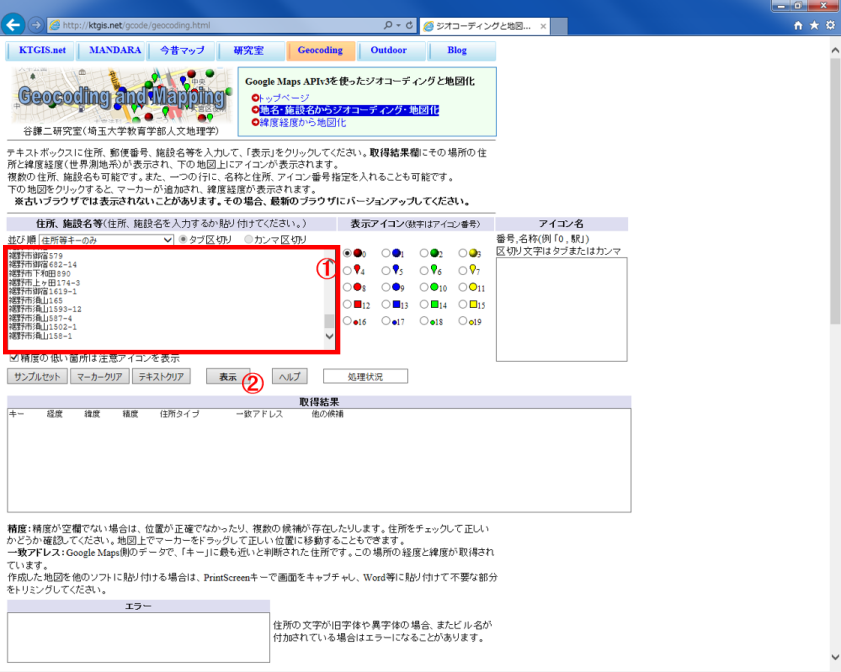 http://ktgis.net/gcode/geocoding.html
ジオコーディングと地図...
KTGIS.net MANDARA 今昔マップ 研究室 Geocoding Outdoor Blog
Geocoding and Mapping
谷謙二研究室(埼玉大学教育学部人文地理学)
Google Maps APIv3を使ったジオコーディングと地図化
トップページ
地名・施設名からジオコーディング・地図化
緯度経度から地図化
テキストボックスに住所、郵便番号、施設名等を入力して、「表示」をクリックしてください。取得結果欄にその場所の住
所と緯度経度(世界測地系)が表示され、下の地図上にアイコンが表示されます。
複数の住所、施設名も可能です。また、一つの行に、名称と住所、アイコン番号指定を入れることも可能です。
下の地図をクリックすると、マーカーが追加され、緯度経度が表示されます。
※古いブラウザでは表示されないことがあります。その場合、最新のブラウザにバージョンアップしてください。
住所、施設名等(住所、施設名を入力するか貼り付けてください。)
並び順 住所等キーのみ タブ区切り カンマ区切り
裾野市御宿579
裾野市御宿682-14
裾野市下和田890
裾野市上ヶ田174-3
裾野市御宿1619-1
裾野市須山165
裾野市須山1593-12
裾野市須山587-4
裾野市須山1502-1
裾野市須山158-1
①
精度の低い箇所は注意アイコンを表示
表示アイコン(数字はアイコン番号)
0 1 2 3
4 5 6 7
8 9 10 11
12 13 14 15
16 17 18 19
アイコン名
番号,名称(例「0,駅」)
区切り文字はタブまたはカンマ
サンプルセット マーカークリア テキストクリア 表示 ② ヘルプ 処理状況
取得結果
キー 経度 緯度 精度 住所タイプ 一致アドレス 他の候補
精度:精度が空欄でない場合は、位置が正確でなかったり、複数の候補が存在したりします。住所をチェックして正しい
かどうか確認してください。地図上でマーカーをドラッグして正しい位置に移動することもできます。
一致アドレス:Google Maps側のデータで、「キー」に最も近いと判断された住所です。この場所の経度と緯度が取得され
ています。
作成した地図を他のソフトに貼り付ける場合は、PrintScreenキーで画面をキャプチャし、Word等に貼り付けて不要な部分
をトリミングしてください。
エラー
住所の文字が旧字体や異字体の場合、またビル名が
付加されている場合はエラーになることがあります。